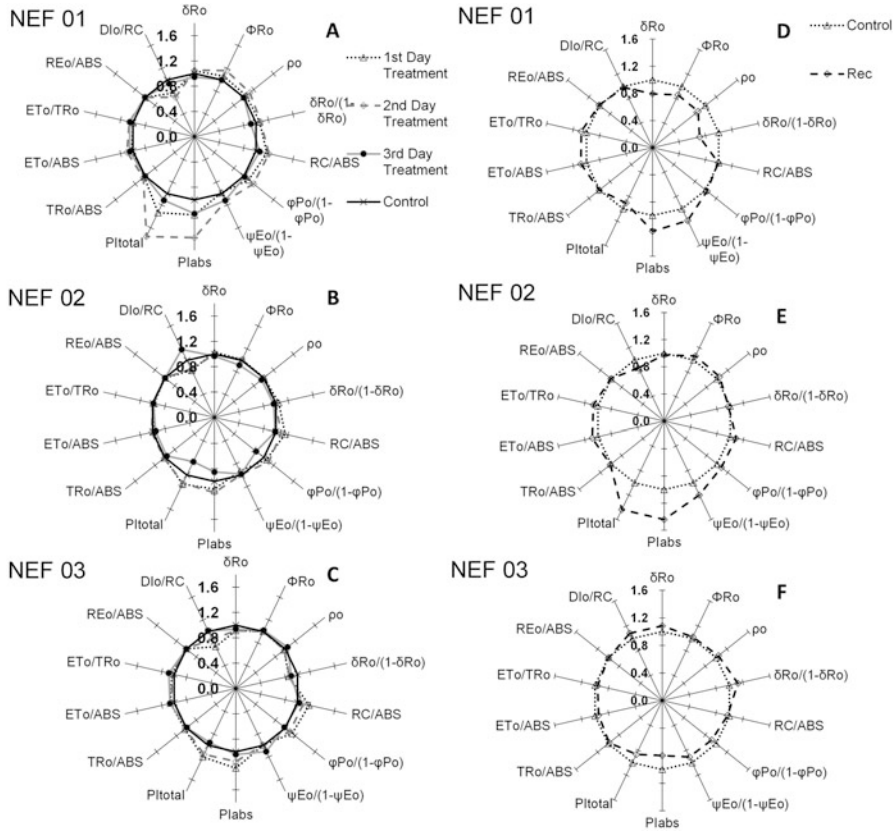 NEF 01
A
δRo
ΦRo
ρo
δRo/(1-
δRo)
RC/ABS
φPo/(1-
φPo)
ψEo/(1-
ψEo)
PIabs
PItotal
TRo/ABS
ETo/ABS
ETo/TRo
REo/ABS
DIo/RC
1.6
1.2
0.8
0.4
0.0
1st Day
Treatment
2nd Day
Treatment
3rd Day
Treatment
Control
D
δRo
ΦRo
ρo
δRo/(1-δRo)
RC/ABS
φPo/(1-φPo)
ψEo/(1-
ψEo)
PIabs
PItotal
TRo/ABS
ETo/ABS
ETo/TRo
REo/ABS
DIo/RC
1.6
1.2
0.8
0.4
0.0
Control
Rec
NEF 02
B
δRo
ΦRo
ρo
δRo/(1-δRo)
RC/ABS
φPo/(1-φPo)
ψEo/(1-ψEo)
PIabs
PItotal
TRo/ABS
ETo/ABS
ETo/TRo
REo/ABS
DIo/RC
1.6
1.2
0.8
0.4
0.0
NEF 02
E
δRo
ΦRo
ρo
δRo/(1-δRo)
RC/ABS
φPo/(1-φPo)
ψEo/(1-ψEo)
PIabs
PItotal
TRo/ABS
ETo/ABS
ETo/TRo
REo/ABS
DIo/RC
1.6
1.2
0.8
0.4
0.0
NEF 03
C
δRo
ΦRo
ρo
δRo/(1-δRo)
RC/ABS
φPo/(1-φPo)
ψEo/(1-ψEo)
PIabs
PItotal
TRo/ABS
ETo/ABS
ETo/TRo
REo/ABS
DIo/RC
1.6
1.2
0.8
0.4
0.0
NEF 03
F
δRo
ΦRo
ρo
δRo/(1-δRo)
RC/ABS
φPo/(1-φPo)
ψEo/(1-ψEo)
PIabs
PItotal
TRo/ABS
ETo/ABS
ETo/TRo
REo/ABS
DIo/RC
1.6
1.2
0.8
0.4
0.0